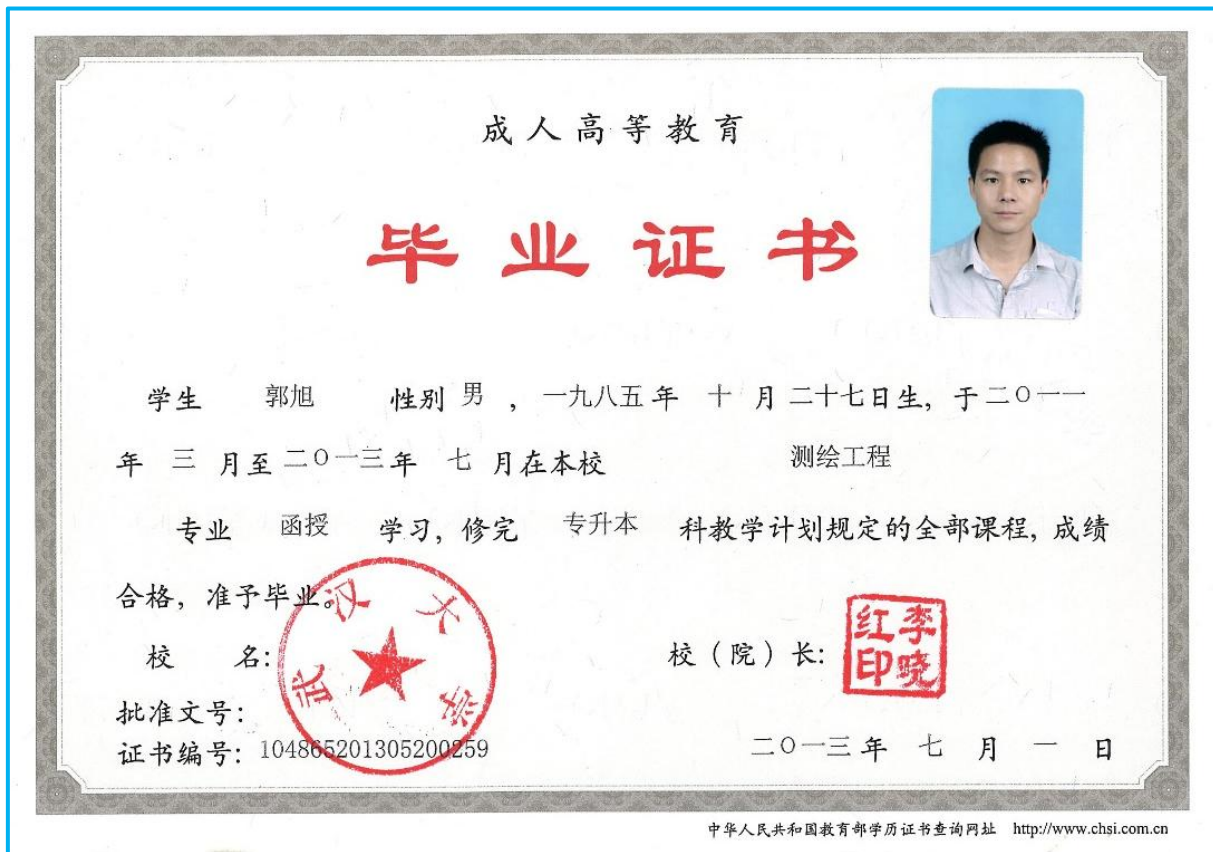 成人高等教育
毕业证书
学生 郭旭 性别 男 , 一九八五年 十 月 二十七日生, 于二〇一一
年 三 月至二〇一三年 七 月在本校 测绘工程
专业 函授 学习, 修完 专升本 科教学计划规定的全部课程, 成绩
合格, 准予毕业。
武汉大学
校 名:
校（院）长:
李晓红印
批准文号:
证书编号: 104865201305200259
二〇一三年 七 月 一 日
中华人民共和国教育部学历证书查询网址 http://www.chsi.com.cn